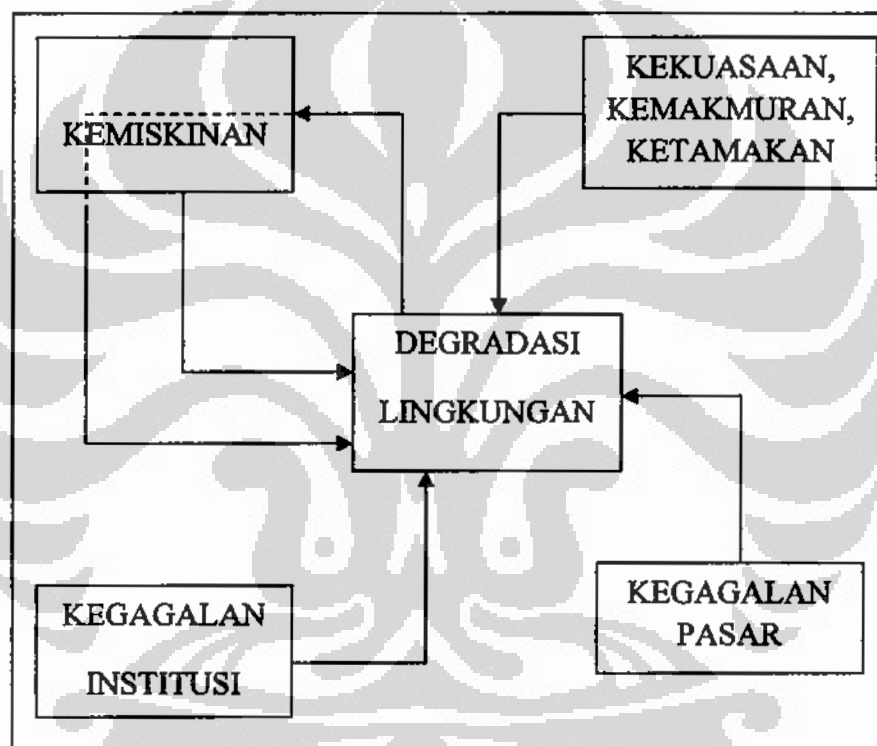 KEMISKINAN
KEKUASAAN,
KEMAKMURAN,
KETAMAKAN
DEGRADASI
LINGKUNGAN
KEGAGALAN
INSTITUSI
KEGAGALAN
PASAR